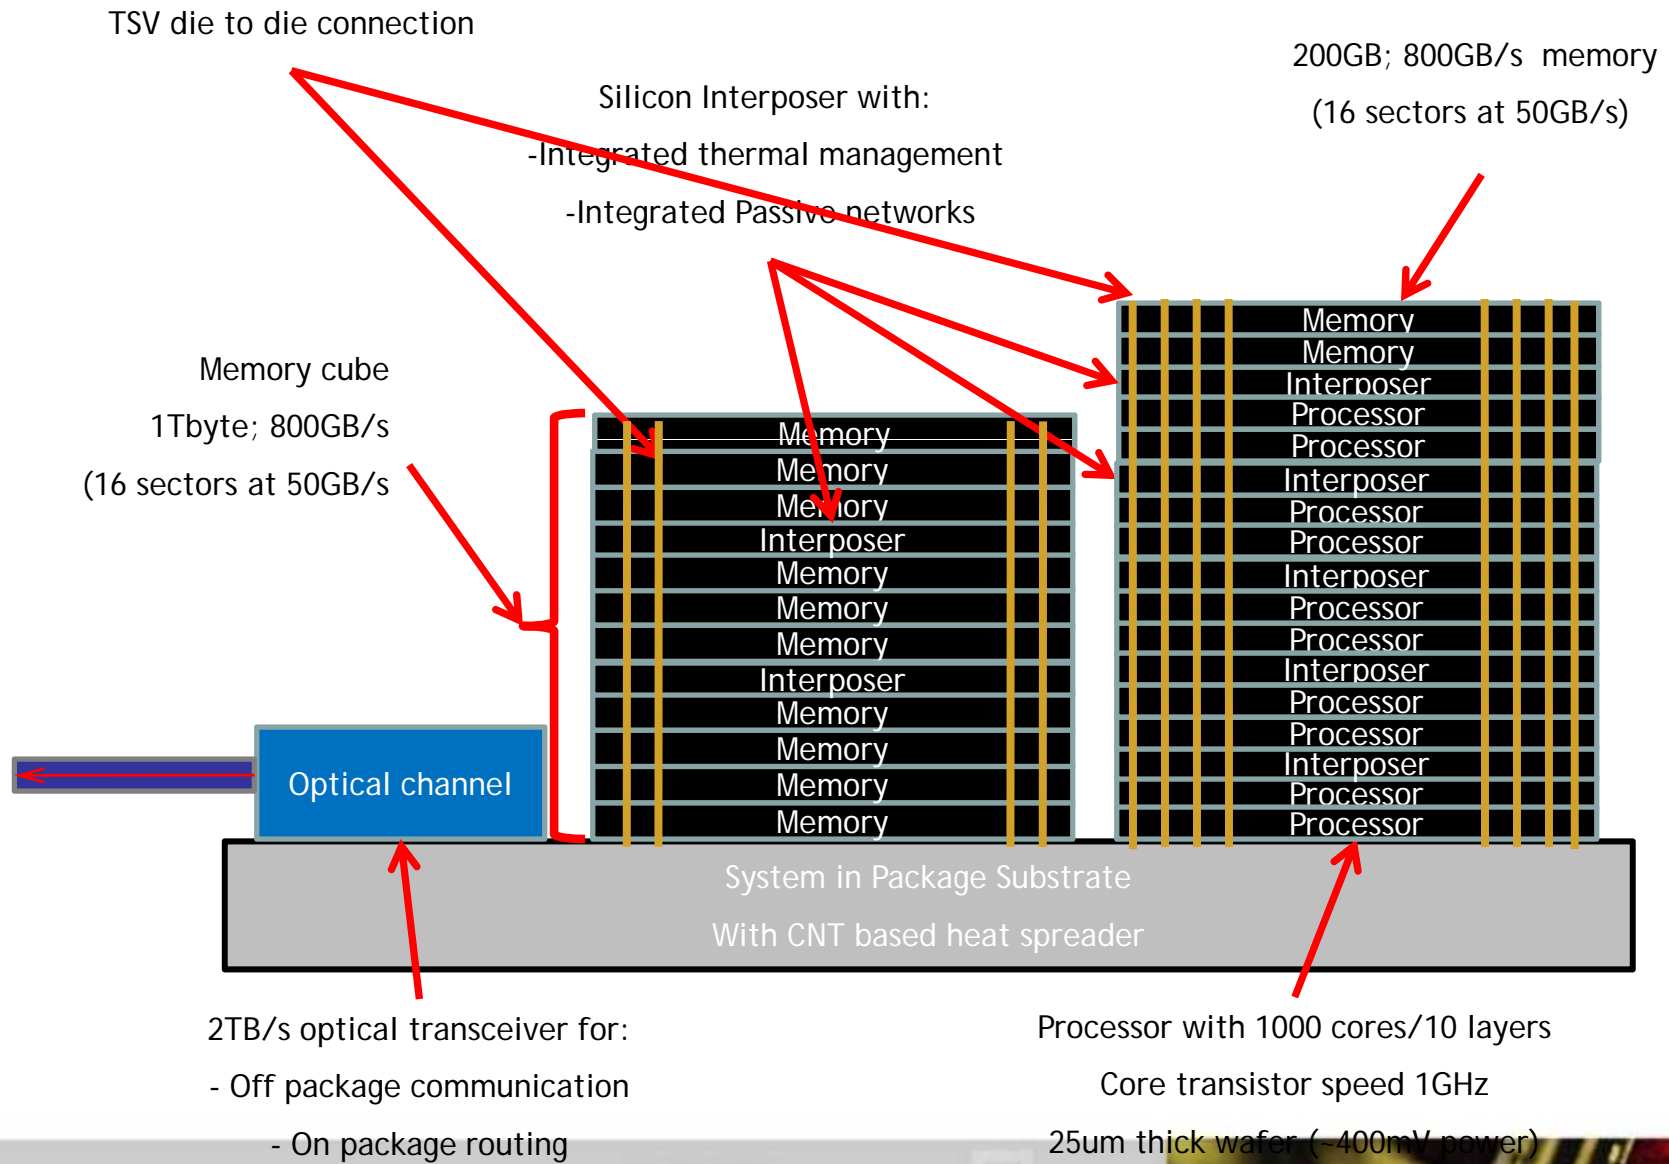 TSV die to die connection
200GB; 800GB/s memory
(16 sectors at 50GB/s)
Silicon Interposer with:
-Integrated thermal management
-Integrated Passive networks
Memory cube
1Tbyte; 800GB/s
(16 sectors at 50GB/s
Memory
Memory
Memory
Interposer
Memory
Memory
Memory
Interposer
Memory
Memory
Memory
Memory
Memory
Memory
Interposer
Processor
Processor
Interposer
Processor
Processor
Interposer
Processor
Processor
Interposer
Processor
Processor
Interposer
Processor
Processor
Optical channel
System in Package Substrate
With CNT based heat spreader
2TB/s optical transceiver for:
- Off package communication
- On package routing
Processor with 1000 cores/10 layers
Core transistor speed 1GHz
25um thick wafer (~400mV power)